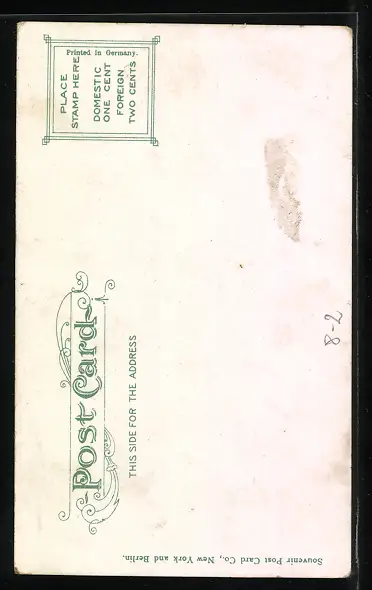 Printed in Germany.
PLACE
STAMP HERE
DOMESTIC
ONE CENT
FOREIGN
TWO CENTS
Post Card
THIS SIDE FOR THE ADDRESS
8-2
Souvenir Post Card Co., New York and Berlin.